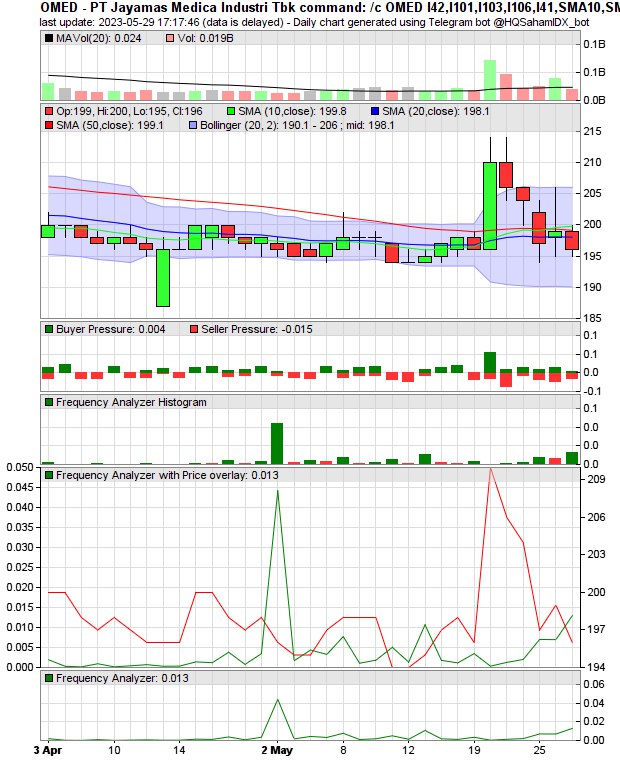 OMED - PT Jayamas Medica Industri Tbk command: /c OMED I42,I101,I103,I106,I41,SMA10,SM
last update: 2023-05-29 17:17:46 (data is delayed) - Daily chart generated using Telegram bot @HQSahamIDX_bot
MAVol(20): 0.024 Vol: 0.019B
0.1B
0.1B
0.0B
Op:199, Hi:200, Lo:195, Cl:196 SMA (10,close): 199.8 SMA (20,close): 198.1
SMA (50,close): 199.1 Bollinger (20, 2): 190.1 - 206 ; mid: 198.1
215
210
205
200
195
190
185
Buyer Pressure: 0.004 Seller Pressure: -0.015
0.1
0.1
0.0
-0.1
Frequency Analyzer Histogram
0.1
0.0
0.0
0.0
Frequency Analyzer with Price overlay: 0.013
0.050
0.045
0.040
0.035
0.030
0.025
0.020
0.015
0.010
0.005
0.000
209
206
203
200
197
194
Frequency Analyzer: 0.013
0.06
0.04
0.02
0.00
3 Apr 10 14 2 May 8 12 19 25